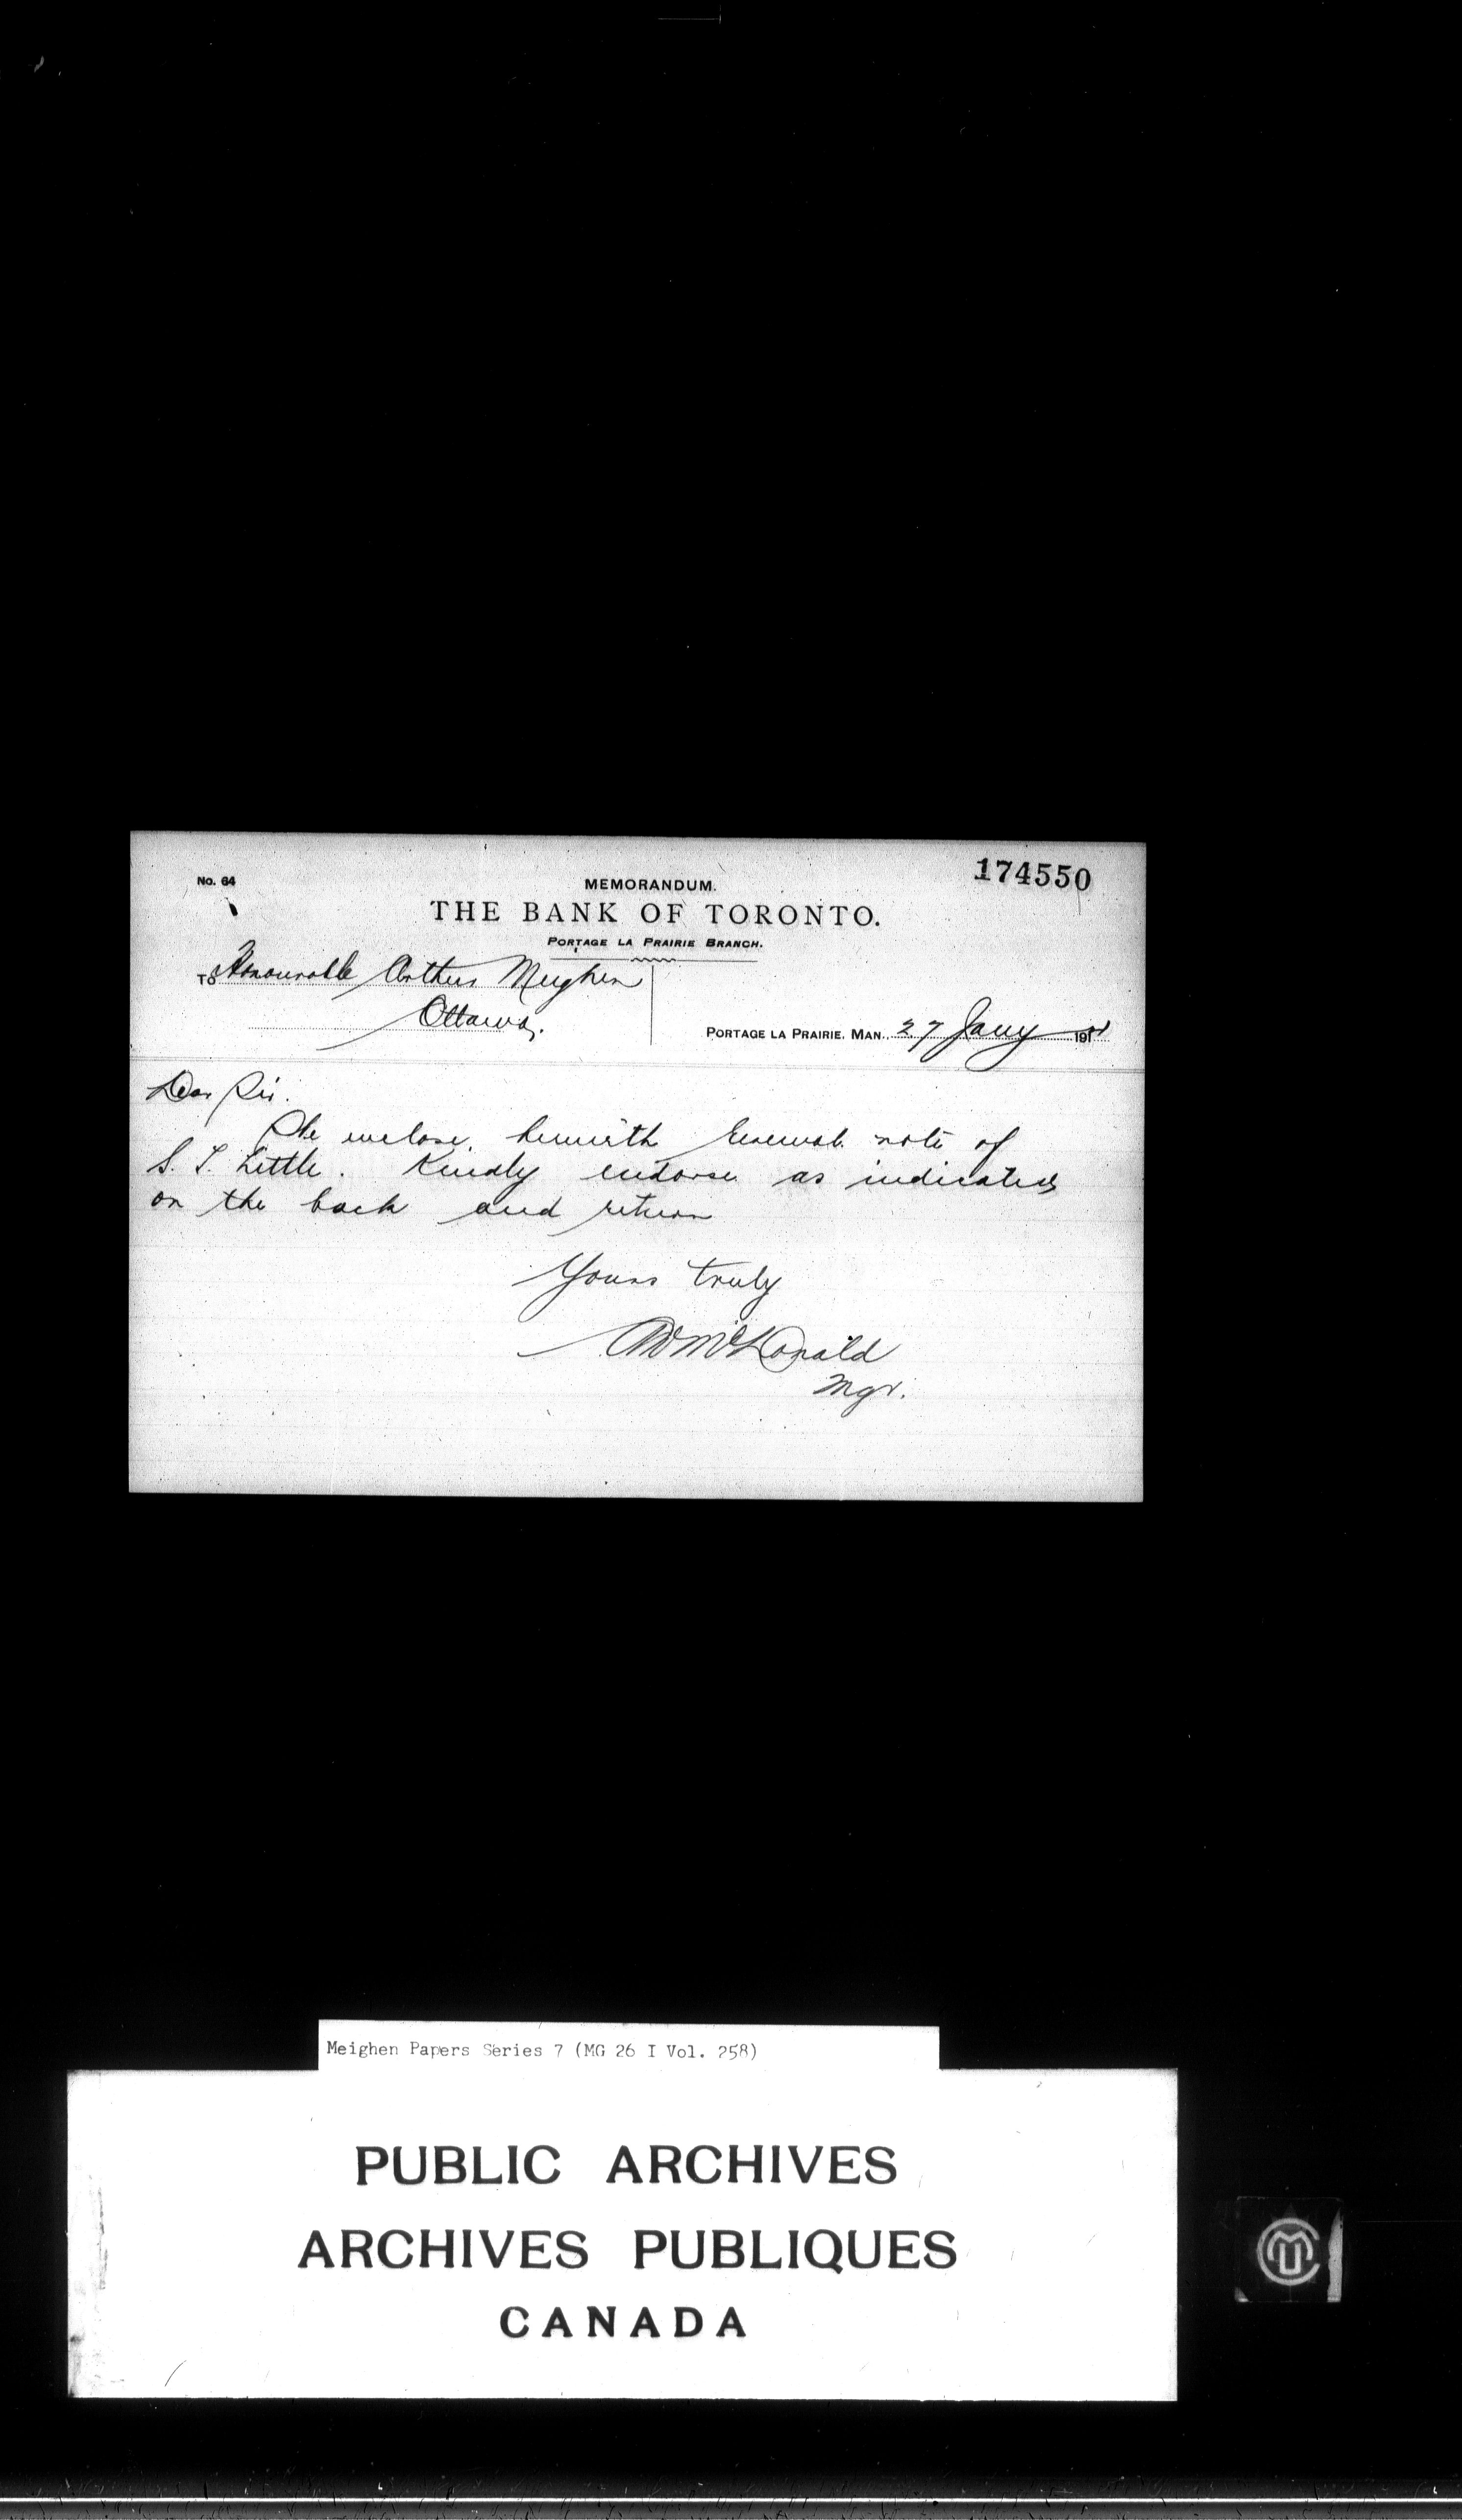 No. 64
174550
MEMORANDUM.
THE BANK OF TORONTO.
PORTAGE LA PRAIRIE BRANCH.
TO Honourable Arthur Meighen
Ottawa,
PORTAGE LA PRAIRIE, MAN., 27 Jany 191
Dear Sir.
We enclose herewith renewal note of
S. T. Little. Kindly endorse as indicated
on the back and return
Yours truly
McDonald
Mgr.
Meighen Papers Series 7 (MG 26 I Vol. 258)
PUBLIC ARCHIVES
ARCHIVES PUBLIQUES
CANADA